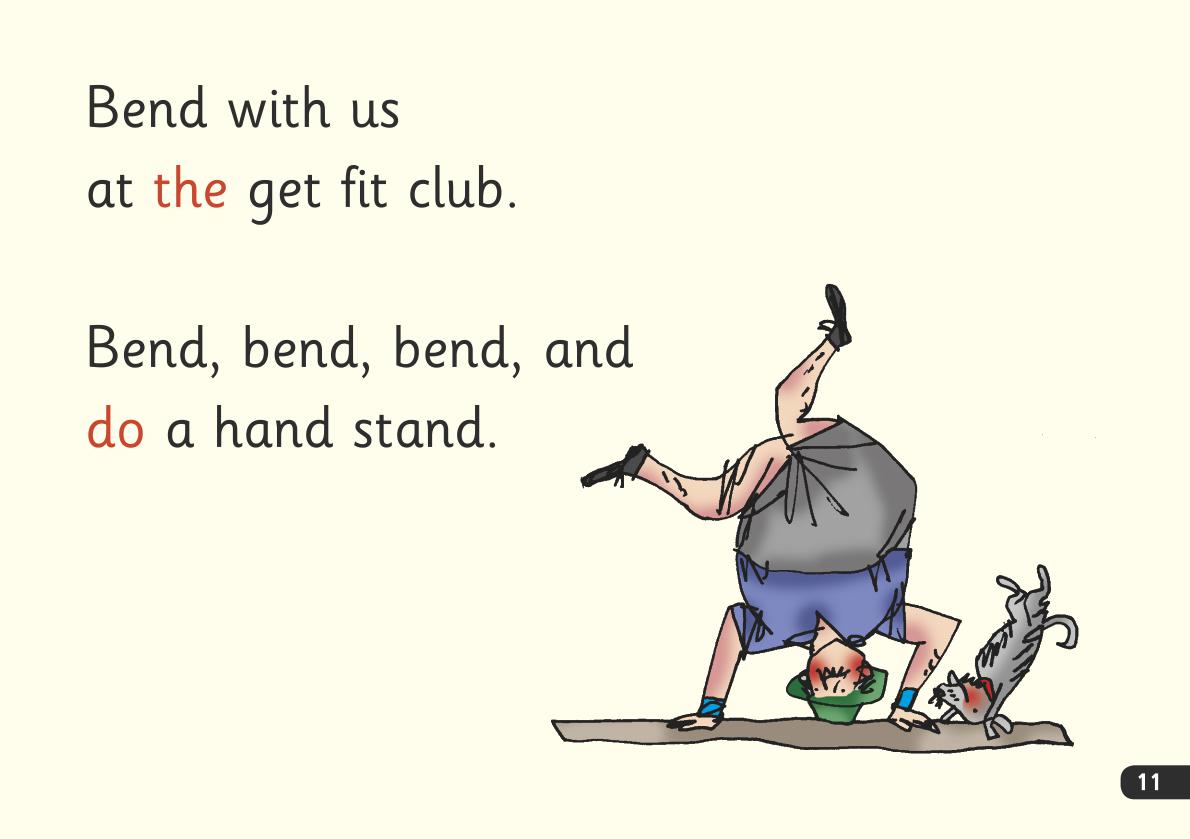 Bend with us
at the get fit club.
Bend, bend, bend, and
do a hand stand.
11